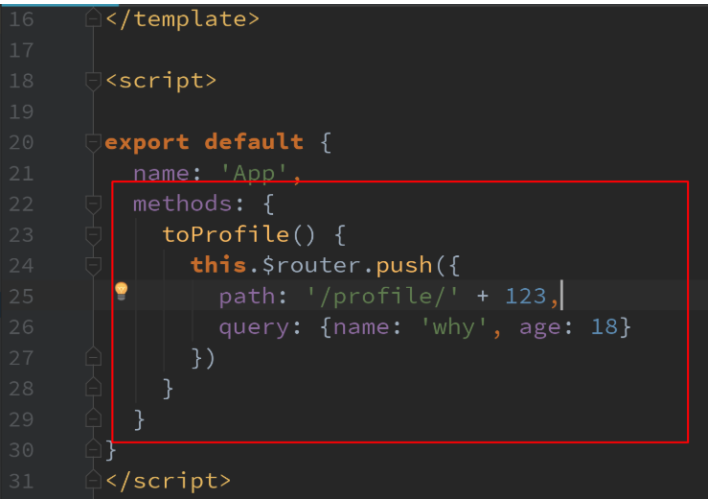 16 </template>
17
18 <script>
19
20 export default {
21 name: 'App',
22 methods: {
23 toProfile() {
24 this.$router.push({
25 path: '/profile/' + 123,
26 query: {name: 'why', age: 18}
27 })
28 }
29 }
30 }
31 </script>